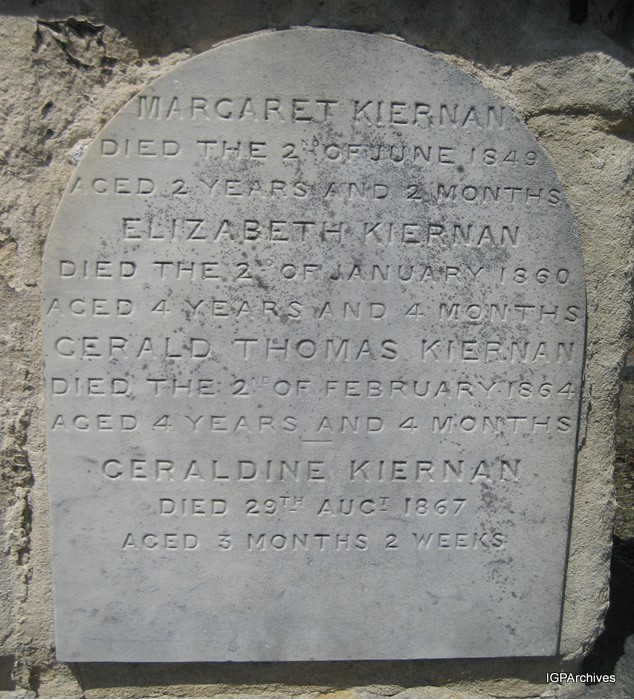 MARGARET KIERNAN
DIED THE 2ND OF JUNE 1849
AGED 2 YEARS AND 2 MONTHS
ELIZABETH KIERNAN
DIED THE 2D OF JANUARY 1860
AGED 4 YEARS AND 4 MONTHS
GERALD THOMAS KIERNAN
DIED THE 2ND OF FEBRUARY 1864
AGED 4 YEARS AND 4 MONTHS
GERALDINE KIERNAN
DIED 29TH AUGT 1867
AGED 3 MONTHS 2 WEEKS
IGPArchives